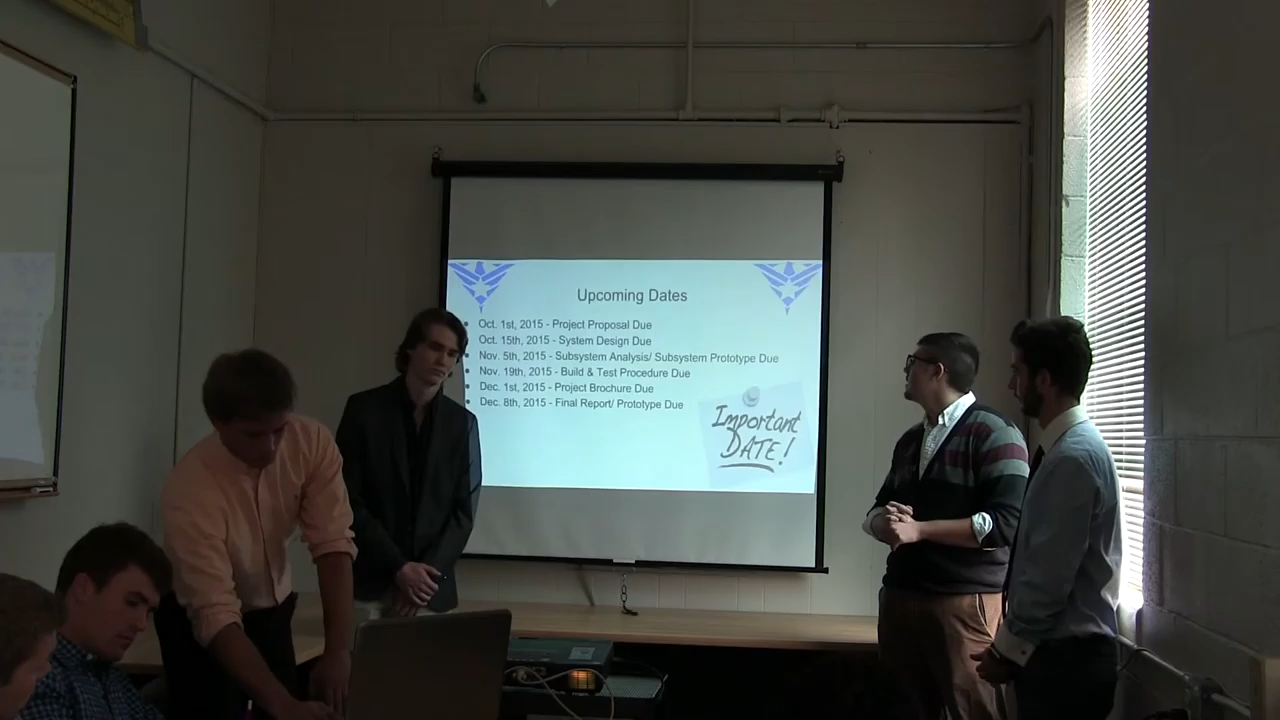 Upcoming Dates
Oct. 1st, 2015 - Project Proposal Due
Oct. 15th, 2015 - System Design Due
Nov. 5th, 2015 - Subsystem Analysis/ Subsystem Prototype Due
Nov. 19th, 2015 - Build & Test Procedure Due
Dec. 1st, 2015 - Project Brochure Due
Dec. 8th, 2015 - Final Report/ Prototype Due
Important
DATE!